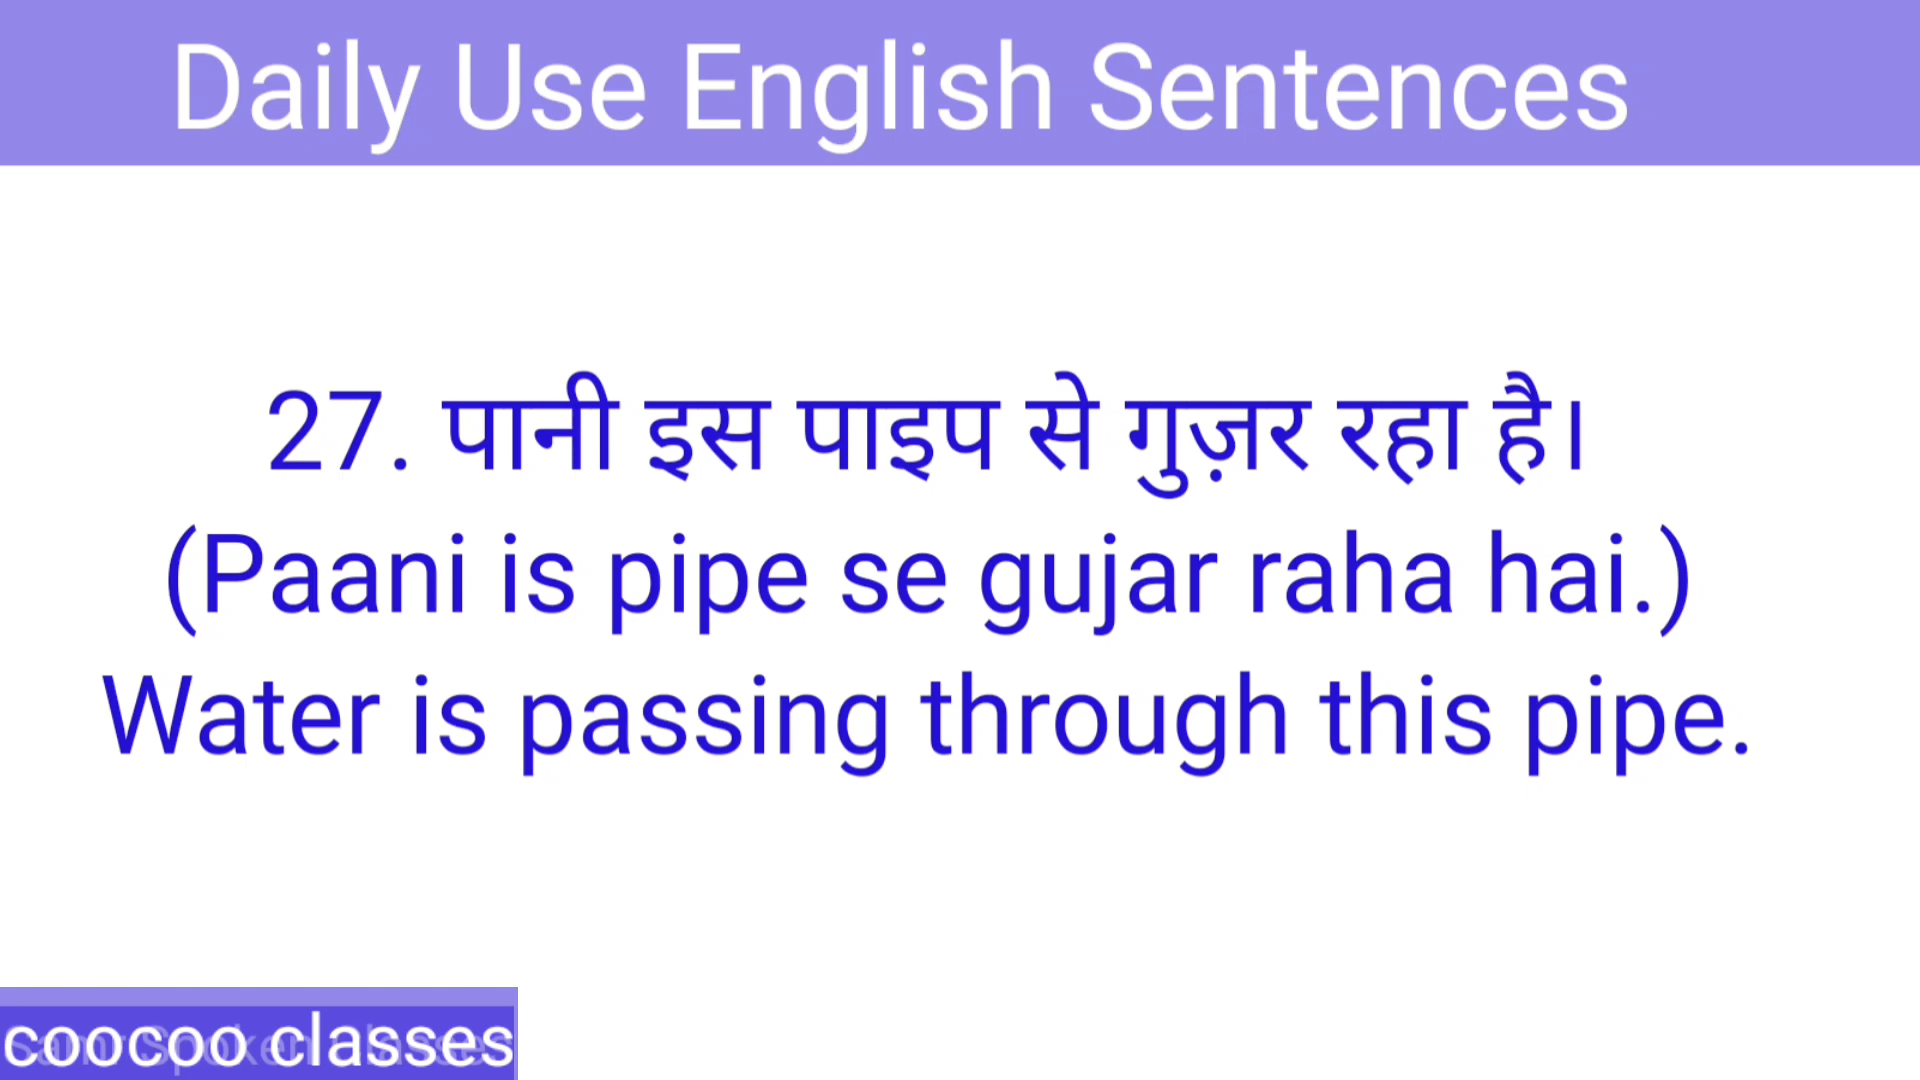 Daily Use English Sentences
27. पानी इस पाइप से गुज़र रहा है।
(Paani is pipe se gujar raha hai.)
Water is passing through this pipe.
coocoo classes